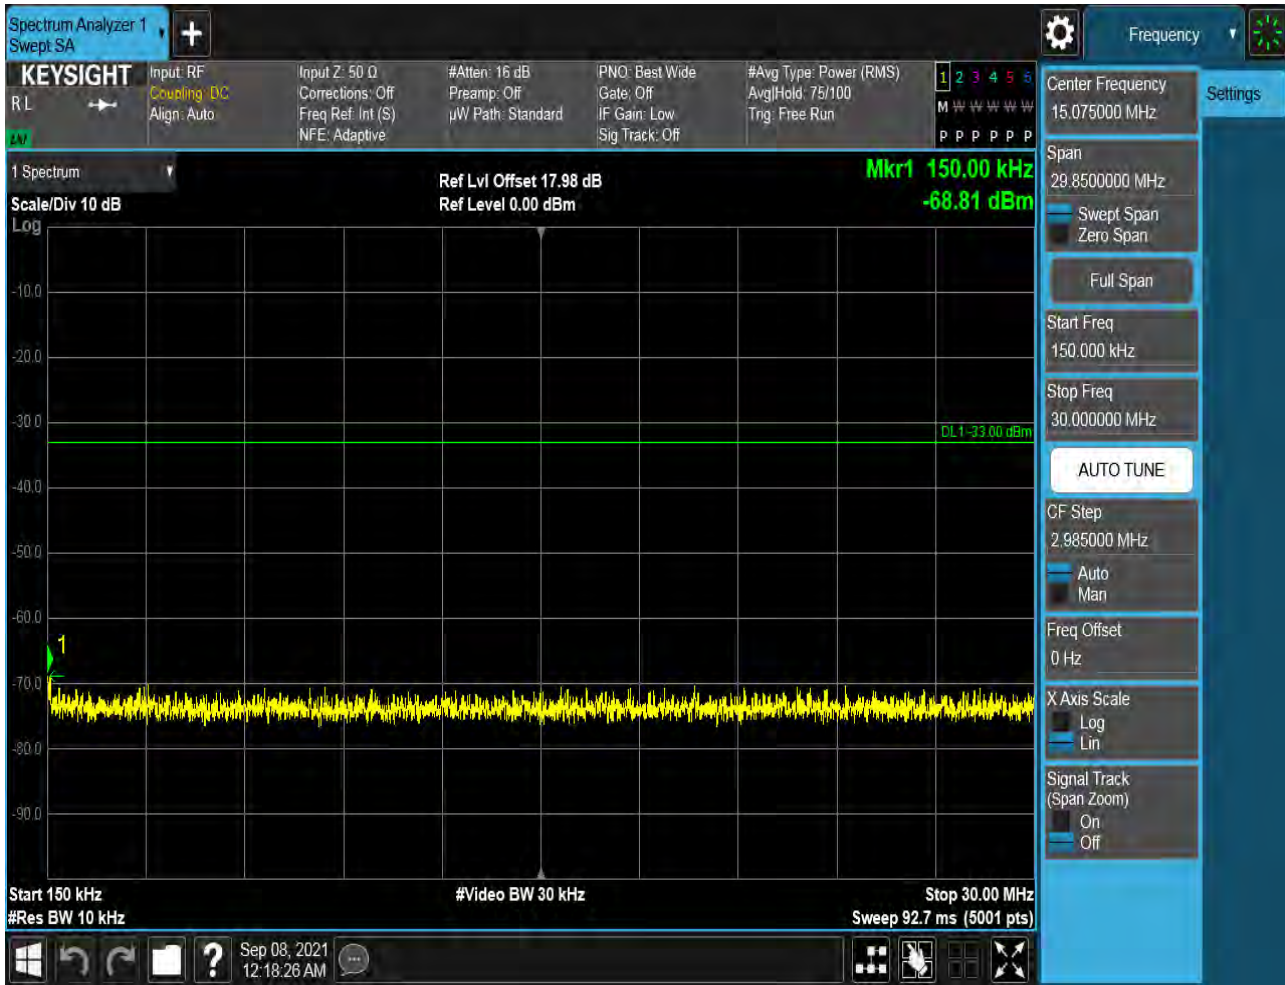 Spectrum Analyzer 1
Swept SA
Frequency
KEYSIGHT
R L
LNI
Input: RF
Coupling: DC
Align: Auto
Input Z: 50 Ω
Corrections: Off
Freq Ref: Int (S)
NFE: Adaptive
#Atten: 16 dB
Preamp: Off
µW Path: Standard
PNO: Best Wide
Gate: Off
IF Gain: Low
Sig Track: Off
#Avg Type: Power (RMS)
Avg|Hold: 75/100
Trig: Free Run
1 2 3 4 5 6
M W W W W W
P P P P P P
1 Spectrum
Scale/Div 10 dB
Log
Ref Lvl Offset 17.98 dB
Ref Level 0.00 dBm
Mkr1 150.00 kHz
-68.81 dBm
-10.0
-20.0
-30.0
DL1 -33.00 dBm
-40.0
-50.0
-60.0
1
-70.0
-80.0
-90.0
Start 150 kHz
#Video BW 30 kHz
Stop 30.00 MHz
#Res BW 10 kHz
Sweep 92.7 ms (5001 pts)
?
Sep 08, 2021
12:18:26 AM
Center Frequency
15.075000 MHz
Settings
Span
29.8500000 MHz
Swept Span
Zero Span
Full Span
Start Freq
150.000 kHz
Stop Freq
30.000000 MHz
AUTO TUNE
CF Step
2.985000 MHz
Auto
Man
Freq Offset
0 Hz
X Axis Scale
Log
Lin
Signal Track
(Span Zoom)
On
Off